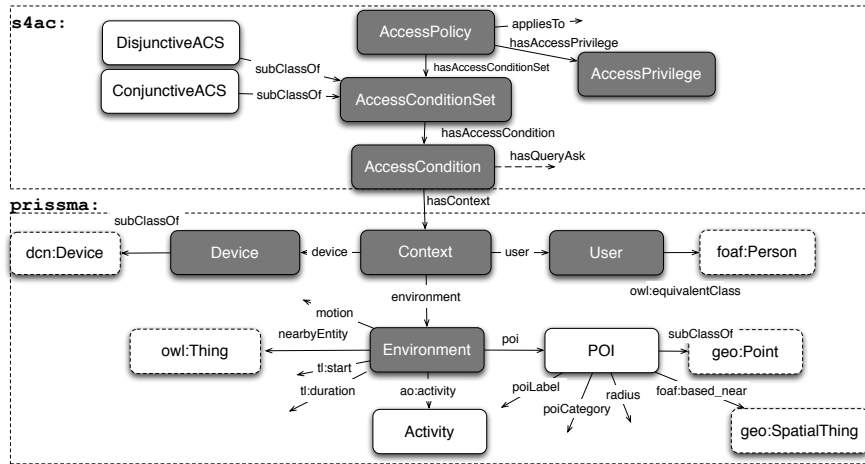 s4ac:
AccessPolicy
appliesTo
DisjunctiveACS
hasAccessPrivilege
subClassOf
hasAccessConditionSet
AccessPrivilege
ConjunctiveACS
subClassOf
AccessConditionSet
hasAccessCondition
AccessCondition
hasQueryAsk
hasContext
prissma:
subClassOf
dcn:Device
Device
device
Context
user
User
foaf:Person
owl:equivalentClass
environment
motion
nearbyEntity
owl:Thing
Environment
poi
POI
subClassOf
geo:Point
tl:start
tl:duration
ao:activity
poiLabel
poiCategory
radius
foaf:based_near
Activity
geo:SpatialThing